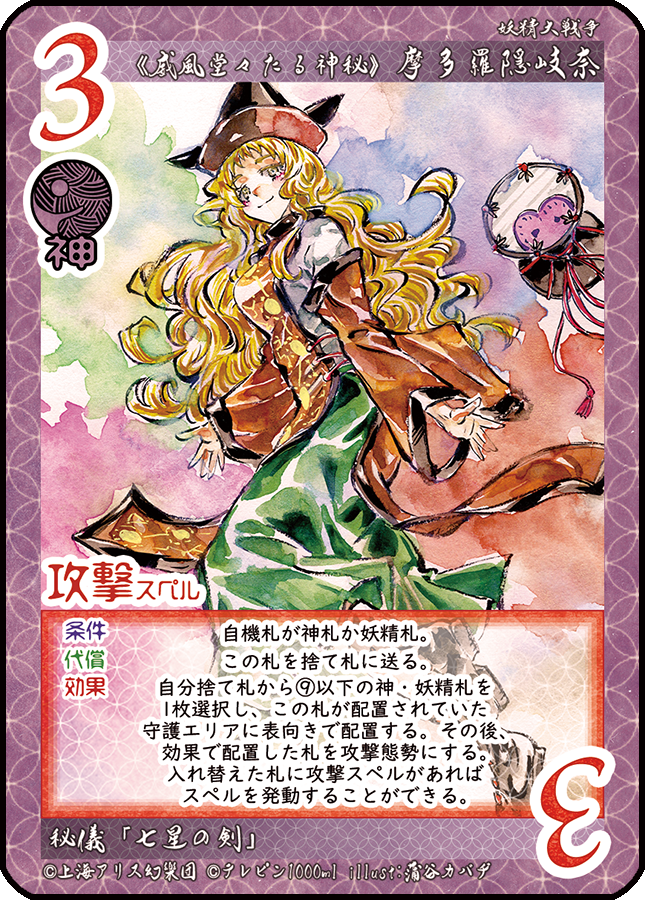 妖精大戦争
3
《威風堂々たる神秘》 摩多羅隠岐奈
神
攻撃スペル
条件 自機札が神札か妖精札。
代償 この札を捨て札に送る。
効果 自分捨て札から⑨以下の神・妖精札を
1枚選択し、この札が配置されていた
守護エリアに表向きで配置する。その後、
効果で配置した札を攻撃態勢にする。
入れ替えた札に攻撃スペルがあれば
スペルを発動することができる。
3
秘儀「七星の剣」
©上海アリス幻樂団 ©テレピン1000ml illust:蒲谷カバヂ